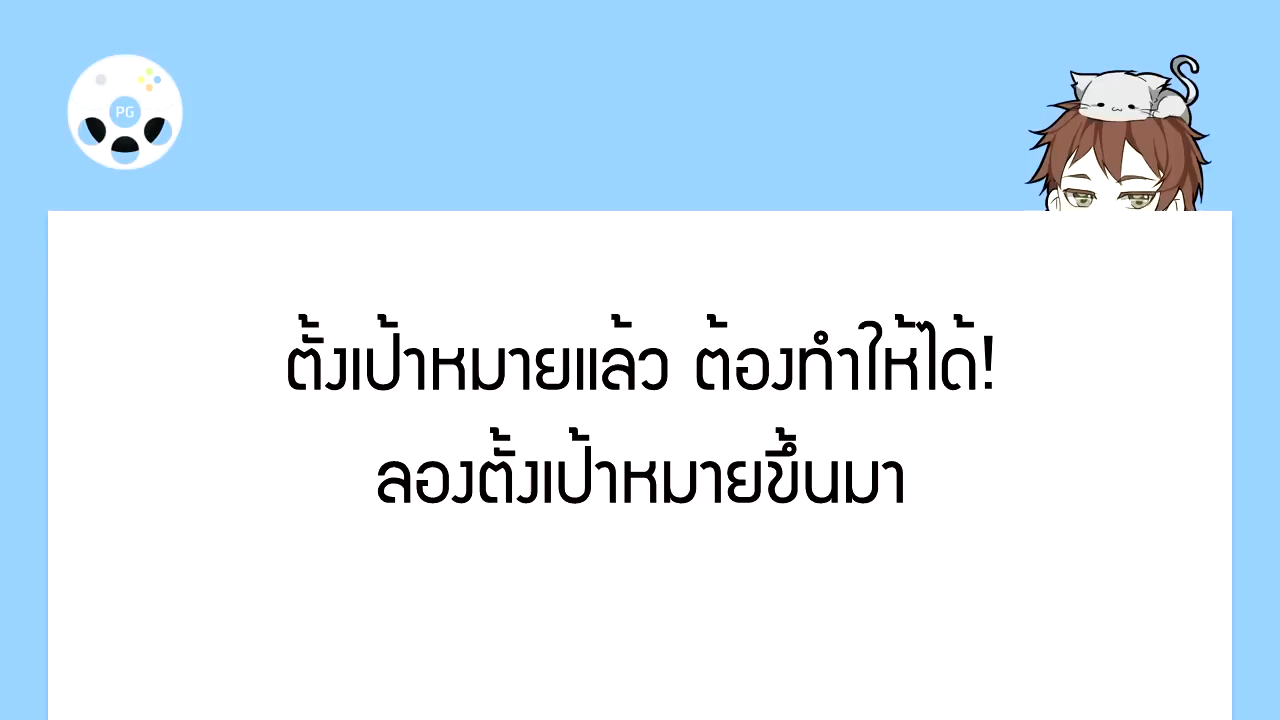 PG
ตั้งเป้าหมายแล้ว ต้องทำให้ได้!
ลองตั้งเป้าหมายขึ้นมา